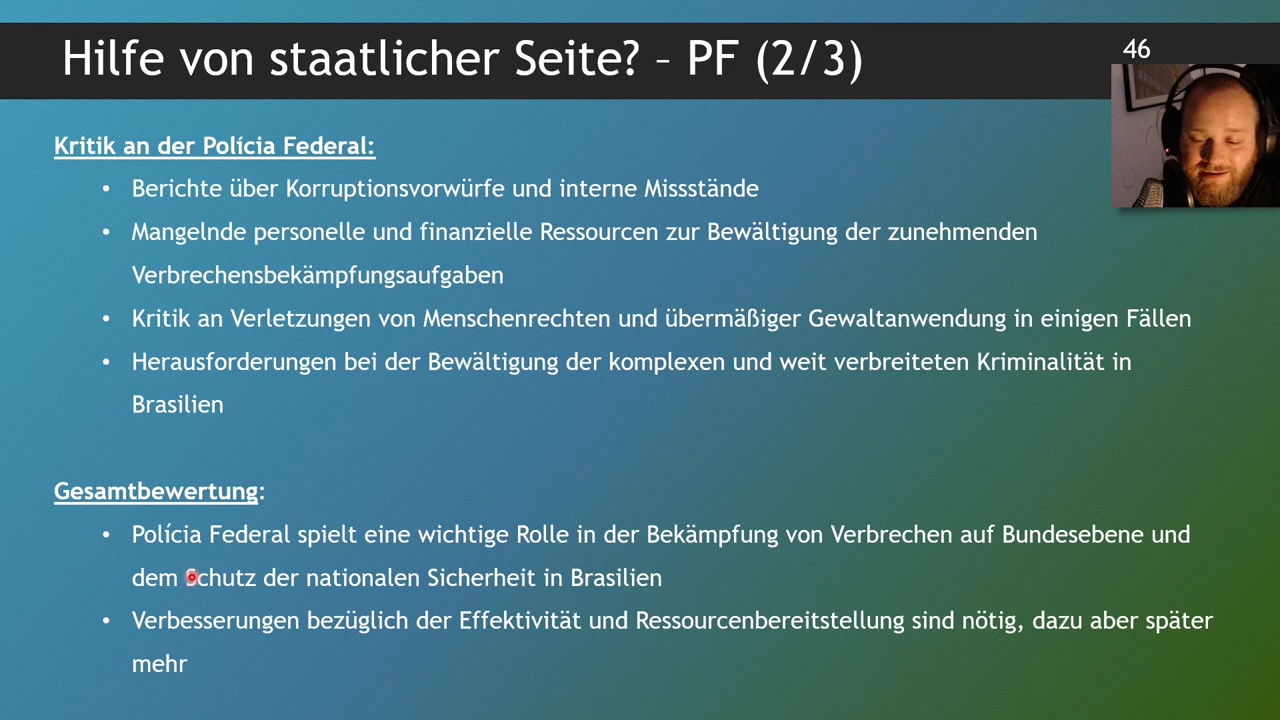 Hilfe von staatlicher Seite? – PF (2/3)
46
Kritik an der Polícia Federal:
• Berichte über Korruptionsvorwürfe und interne Missstände
• Mangelnde personelle und finanzielle Ressourcen zur Bewältigung der zunehmenden
Verbrechensbekämpfungsaufgaben
• Kritik an Verletzungen von Menschenrechten und übermäßiger Gewaltanwendung in einigen Fällen
• Herausforderungen bei der Bewältigung der komplexen und weit verbreiteten Kriminalität in
Brasilien
Gesamtbewertung:
• Polícia Federal spielt eine wichtige Rolle in der Bekämpfung von Verbrechen auf Bundesebene und
dem Schutz der nationalen Sicherheit in Brasilien
• Verbesserungen bezüglich der Effektivität und Ressourcenbereitstellung sind nötig, dazu aber später
mehr